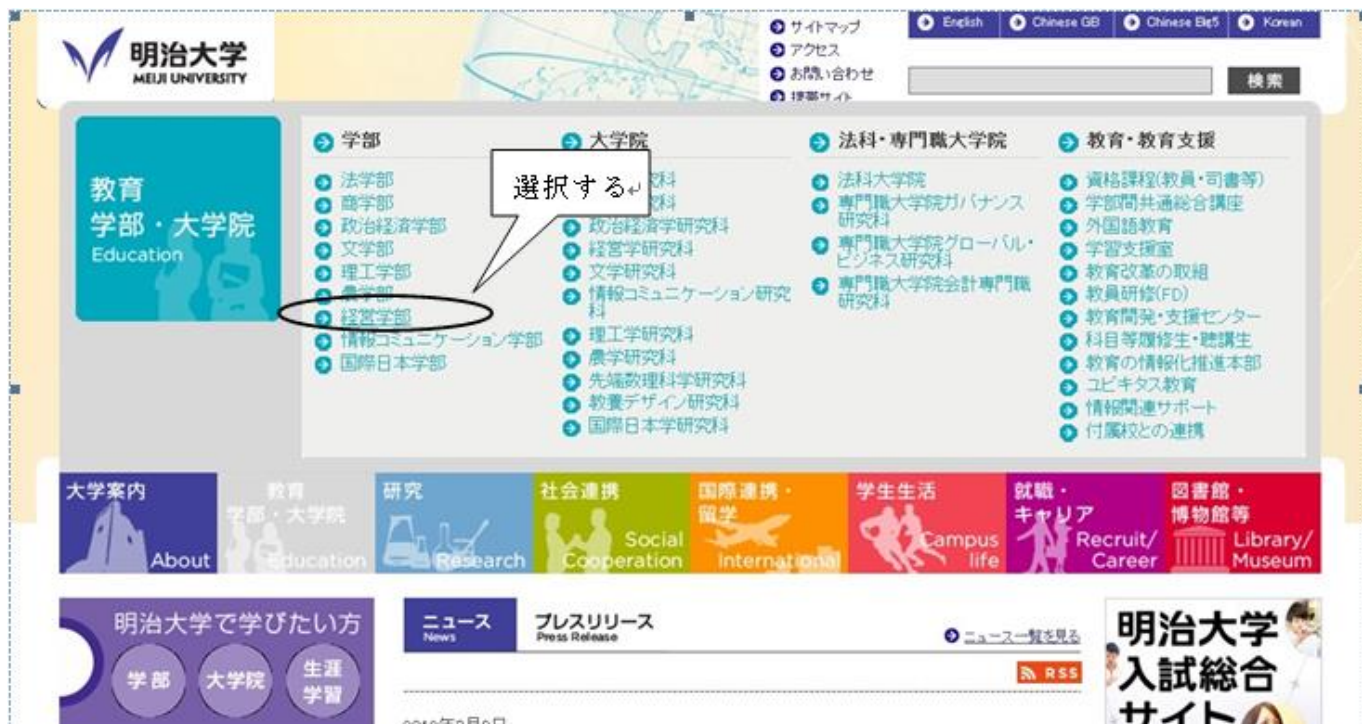 明治大学
MEIJI UNIVERSITY
サイトマップ
アクセス
お問い合わせ
携帯サイト
English
Chinese GB
Chinese Big5
Korean
検索
教育
学部・大学院
Education
学部
法学部
商学部
政治経済学部
文学部
理工学部
農学部
経営学部
情報コミュニケーション学部
国際日本学部
選択する
大学院
政治経済学研究科
経営学研究科
文学研究科
情報コミュニケーション研究
科
理工学研究科
農学研究科
先端数理科学研究科
教養デザイン研究科
国際日本学研究科
法科・専門職大学院
法科大学院
専門職大学院ガバナンス
研究科
専門職大学院グローバル・
ビジネス研究科
専門職大学院会計専門職
研究科
教育・教育支援
資格課程(教員・司書等)
学部間共通総合講座
外国語教育
学習支援室
教育改革の取組
教員研修(FD)
教育開発・支援センター
科目等履修生・聴講生
教育の情報化推進本部
ユビキタス教育
情報関連サポート
付属校との連携
大学案内
About
教育
学部・大学院
Education
研究
Research
社会連携
Social
Cooperation
国際連携・
留学
International
学生生活
Campus
life
就職・
キャリア
Recruit/
Career
図書館・
博物館等
Library/
Museum
明治大学で学びたい方
学部
大学院
生涯
学習
ニュース
News
プレスリリース
Press Release
ニュース一覧を見る
RSS
明治大学
入試総合
サイト